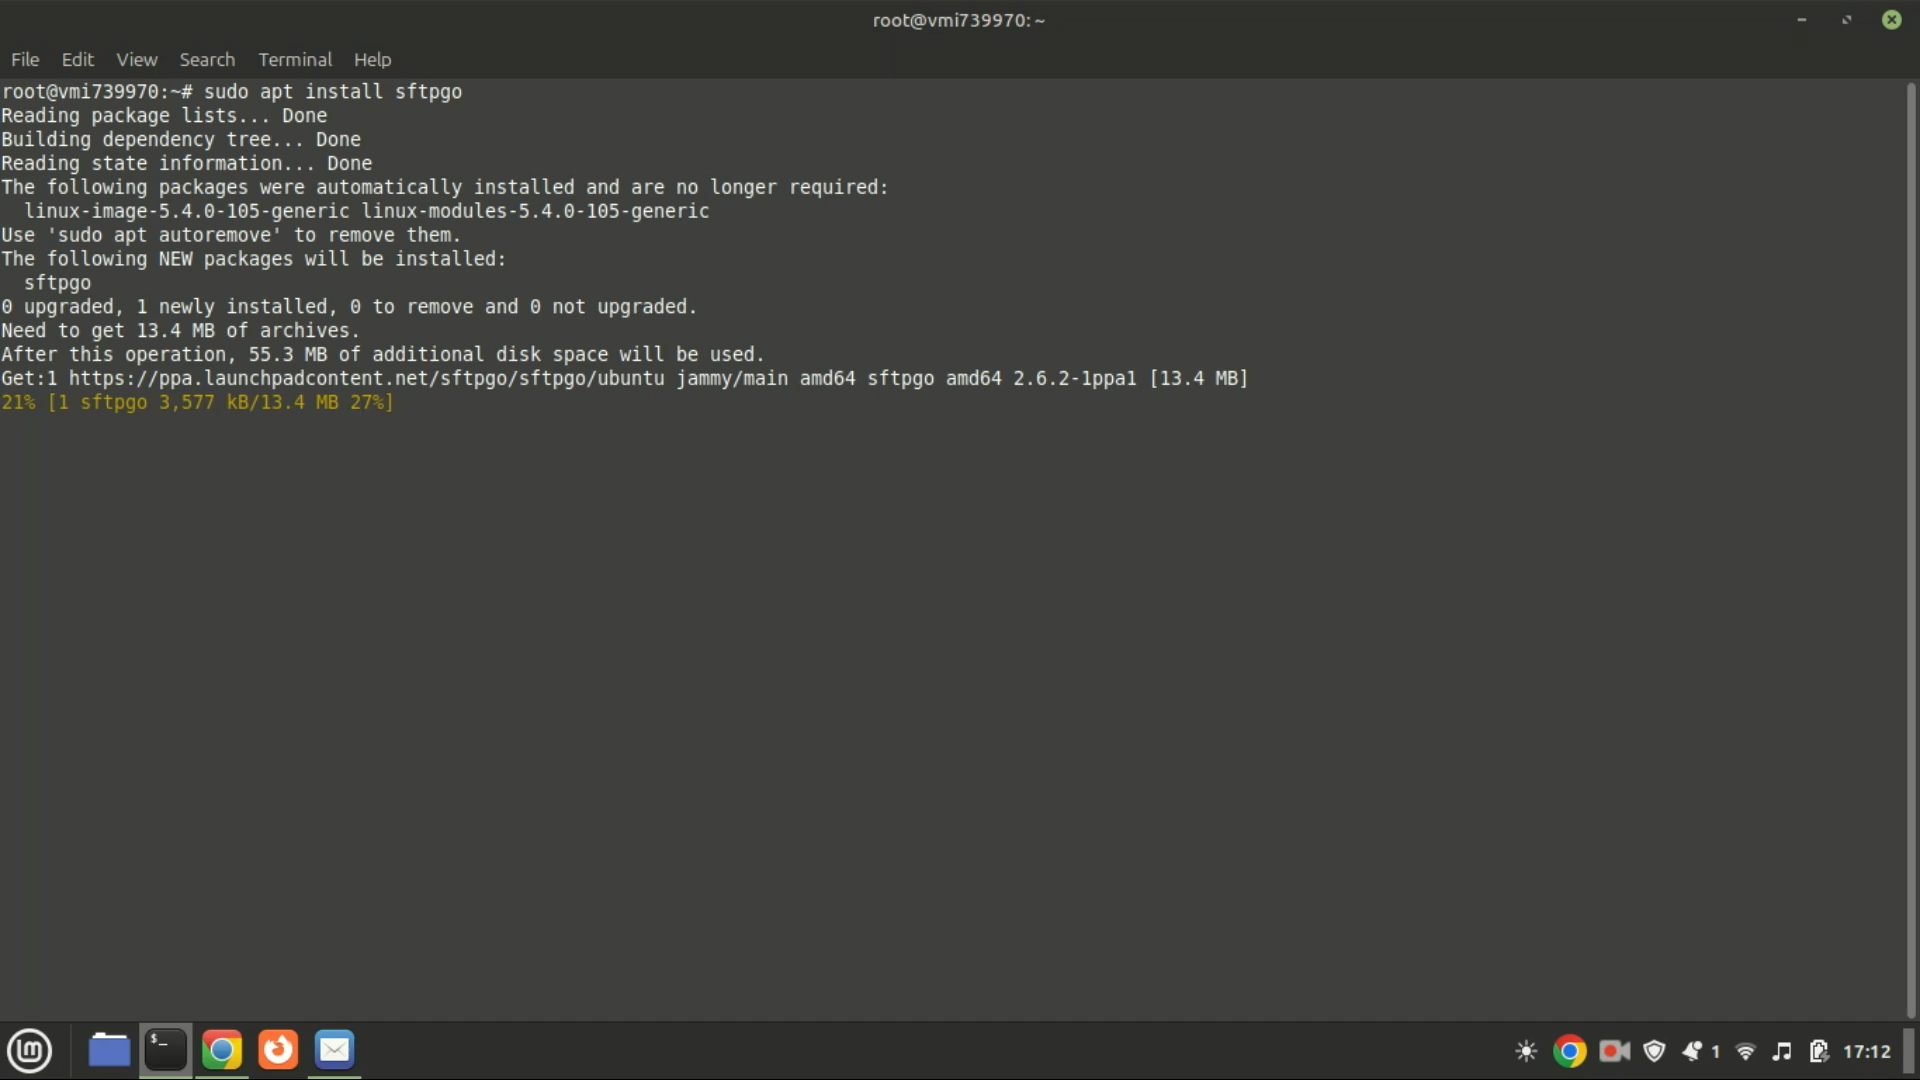 root@vmi739970: ~
File Edit View Search Terminal Help
root@vmi739970:~# sudo apt install sftpgo
Reading package lists... Done
Building dependency tree... Done
Reading state information... Done
The following packages were automatically installed and are no longer required:
  linux-image-5.4.0-105-generic linux-modules-5.4.0-105-generic
Use 'sudo apt autoremove' to remove them.
The following NEW packages will be installed:
  sftpgo
0 upgraded, 1 newly installed, 0 to remove and 0 not upgraded.
Need to get 13.4 MB of archives.
After this operation, 55.3 MB of additional disk space will be used.
Get:1 https://ppa.launchpadcontent.net/sftpgo/sftpgo/ubuntu jammy/main amd64 sftpgo amd64 2.6.2-1ppa1 [13.4 MB]
21% [1 sftpgo 3,577 kB/13.4 MB 27%]
$_
1 17:12